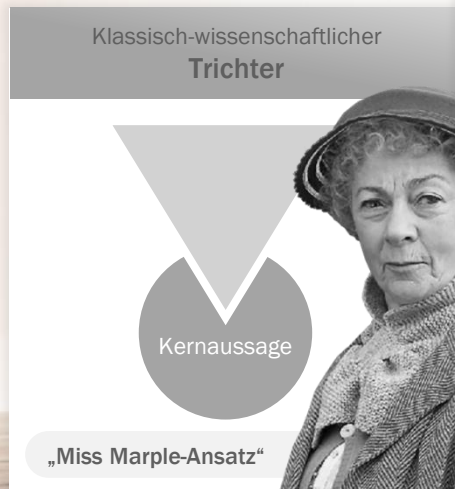 Klassisch-wissenschaftlicher
Trichter
Kernaussage
„Miss Marple-Ansatz“